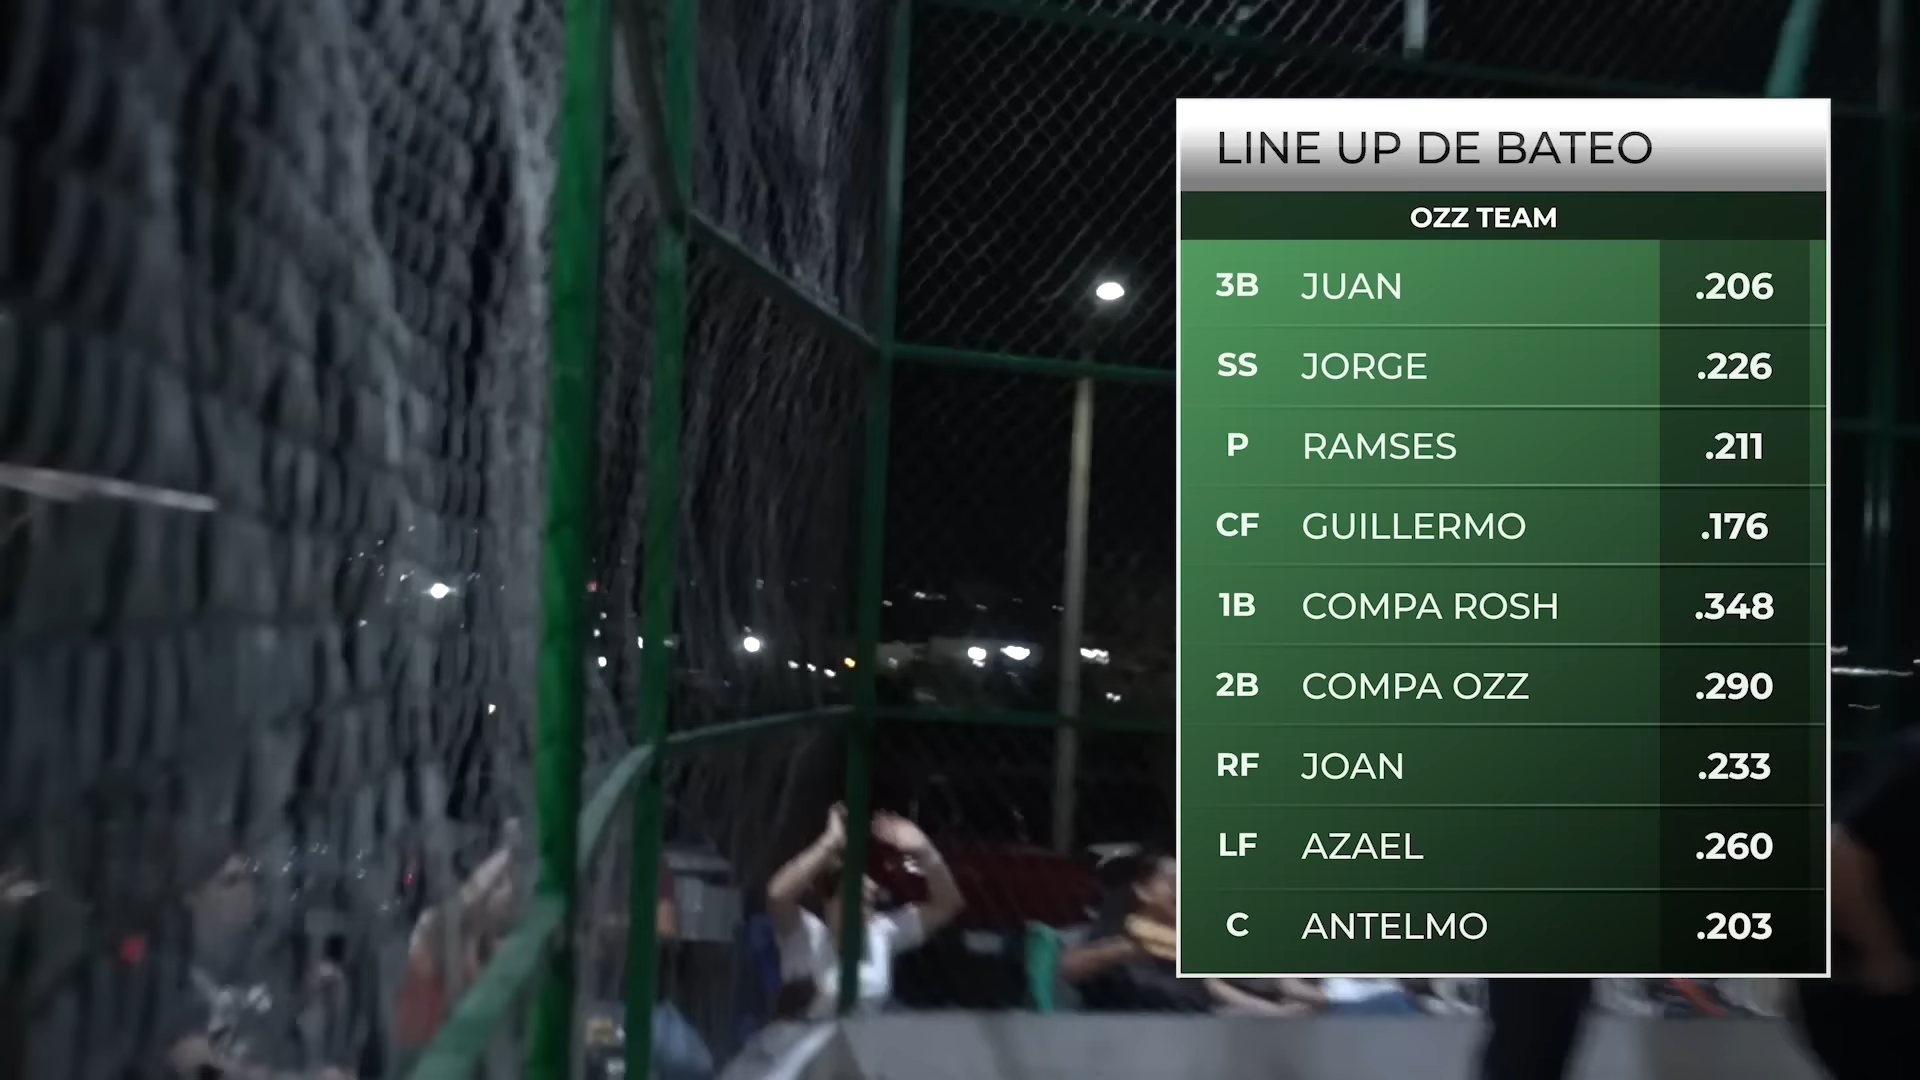 LINE UP DE BATEO
OZZ TEAM
3B JUAN .206
SS JORGE .226
P RAMSES .211
CF GUILLERMO .176
1B COMPA ROSH .348
2B COMPA OZZ .290
RF JOAN .233
LF AZAEL .260
C ANTELMO .203